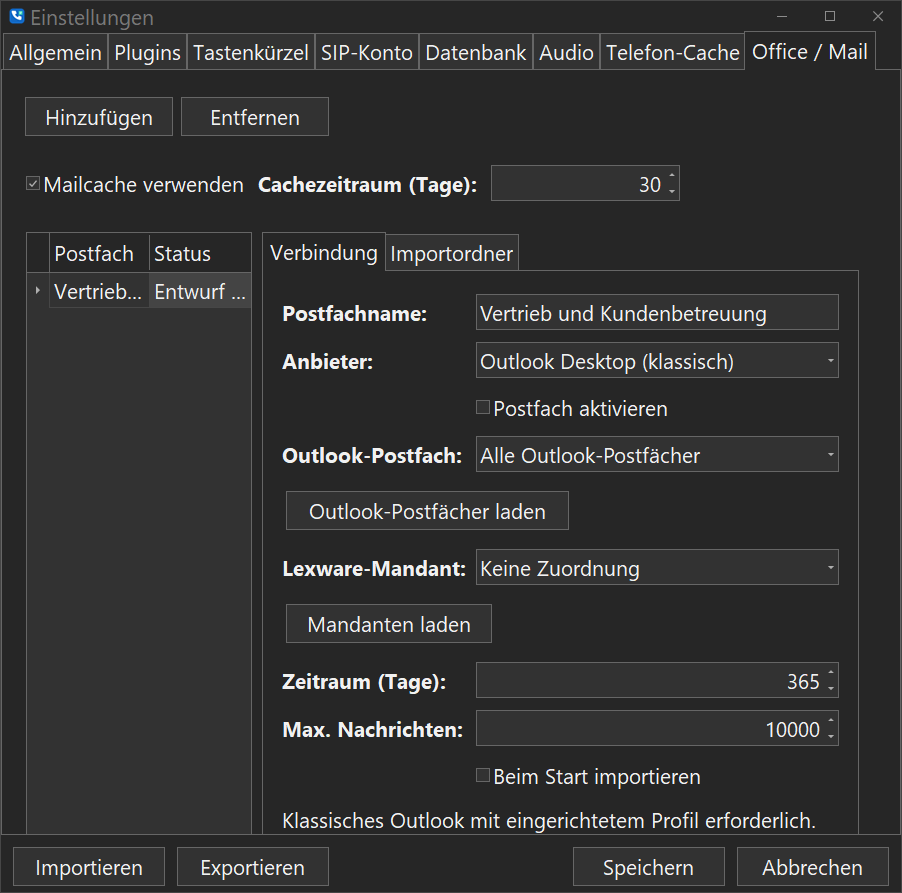 Einstellungen
Allgemein Plugins Tastenkürzel SIP-Konto Datenbank Audio Telefon-Cache Office / Mail
Hinzufügen Entfernen
Mailcache verwenden Cachezeitraum (Tage): 30
Postfach Status
Vertrieb... Entwurf ...
Verbindung Importordner
Postfachname: Vertrieb und Kundenbetreuung
Anbieter: Outlook Desktop (klassisch)
Postfach aktivieren
Outlook-Postfach: Alle Outlook-Postfächer
Outlook-Postfächer laden
Lexware-Mandant: Keine Zuordnung
Mandanten laden
Zeitraum (Tage): 365
Max. Nachrichten: 10000
Beim Start importieren
Klassisches Outlook mit eingerichtetem Profil erforderlich.
Importieren Exportieren Speichern Abbrechen